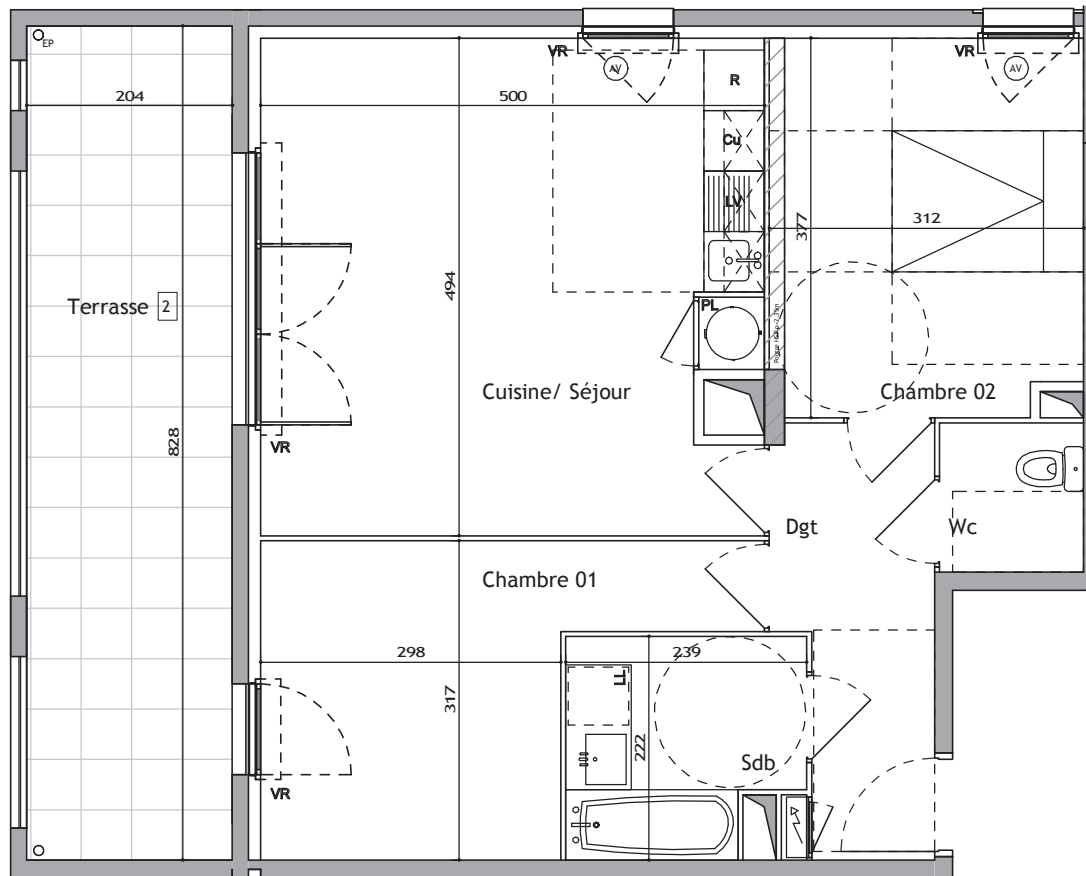 EP
VR
AV
R
VR
AV
204
500
Cu
LV
377
312
494
Terrasse 2
PL
Cuisine/ Séjour
Chambre 02
828
VR
Dgt
Wc
Chambre 01
298
239
LL
317
222
Sdb
VR